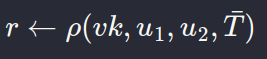 r ← ρ(vk, u₁, u₂, T̄)